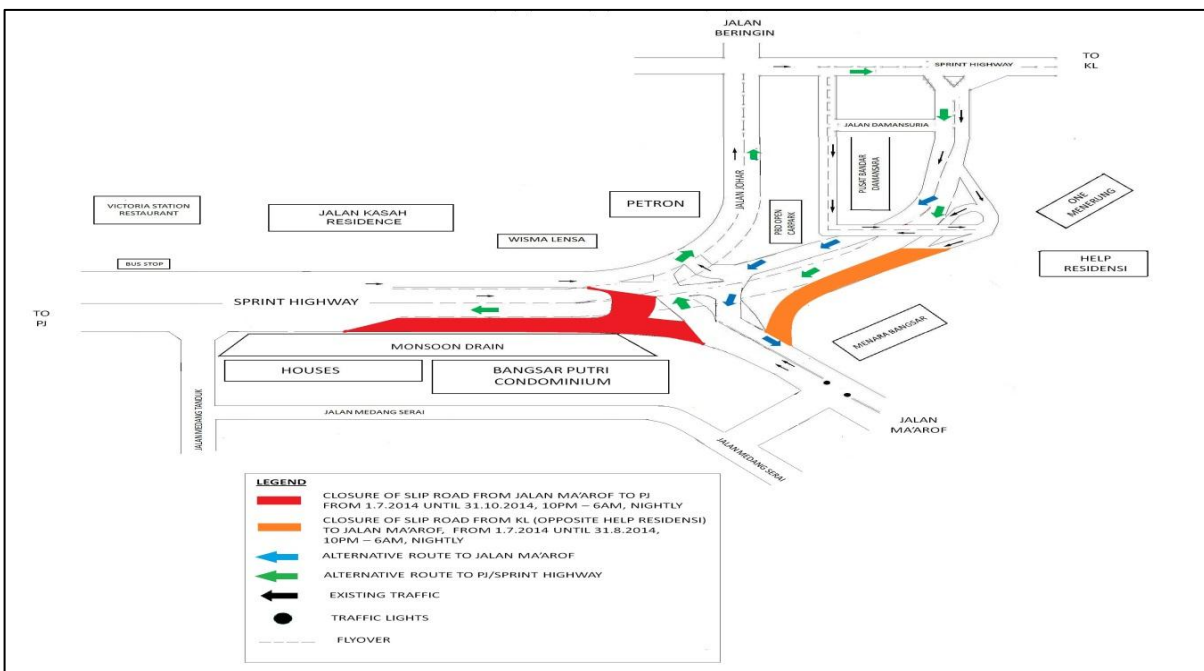 JALAN
BERINGIN
TO
KL
SPRINT HIGHWAY
JALAN DAMANSURIA
PUSAT BANDAR
DAMANSARA
ONE
MENERUNG
JALAN JOHAR
VICTORIA STATION
RESTAURANT
JALAN KASAH
RESIDENCE
PETRON
PBD OPEN
CARPARK
WISMA LENSA
HELP
RESIDENSI
BUS STOP
SPRINT HIGHWAY
TO
PJ
MENARA BANGSAR
MONSOON DRAIN
HOUSES
BANGSAR PUTRI
CONDOMINIUM
JALAN MEDANG TANDUK
JALAN MEDANG SERAI
JALAN
MA'AROF
JALAN MEDANG SERAI
LEGEND
CLOSURE OF SLIP ROAD FROM JALAN MA'AROF TO PJ
FROM 1.7.2014 UNTIL 31.10.2014, 10PM – 6AM, NIGHTLY
CLOSURE OF SLIP ROAD FROM KL (OPPOSITE HELP RESIDENSI)
TO JALAN MA'AROF, FROM 1.7.2014 UNTIL 31.8.2014,
10PM – 6AM, NIGHTLY
ALTERNATIVE ROUTE TO JALAN MA'AROF
ALTERNATIVE ROUTE TO PJ/SPRINT HIGHWAY
EXISTING TRAFFIC
TRAFFIC LIGHTS
FLYOVER